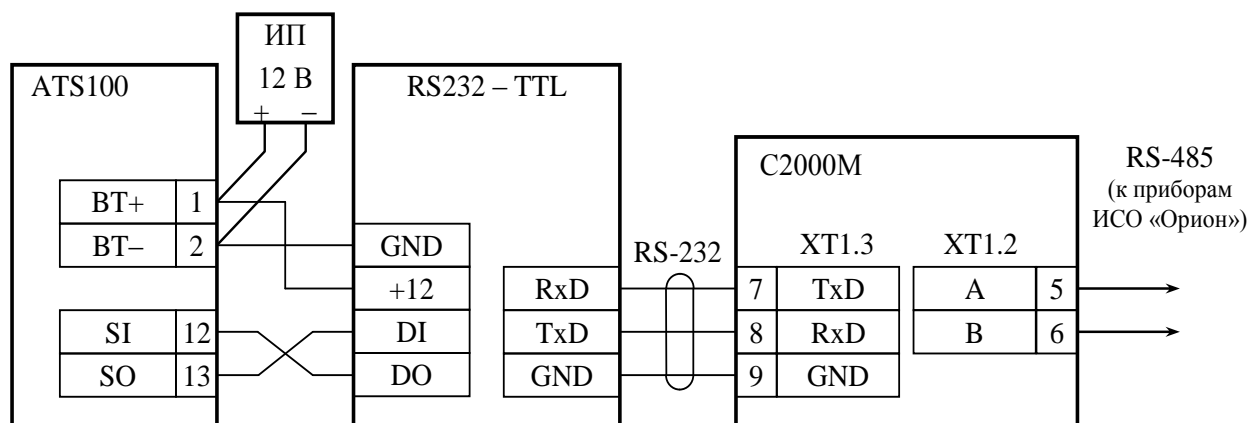 ИП
12 В
+ –
ATS100
BT+ 1
BT– 2
SI 12
SO 13
RS232 – TTL
GND
+12
DI
DO
RxD
TxD
GND
RS-232
С2000М
XT1.3
7 TxD
8 RxD
9 GND
XT1.2
A 5
B 6
RS-485
(к приборам
ИСО «Орион»)